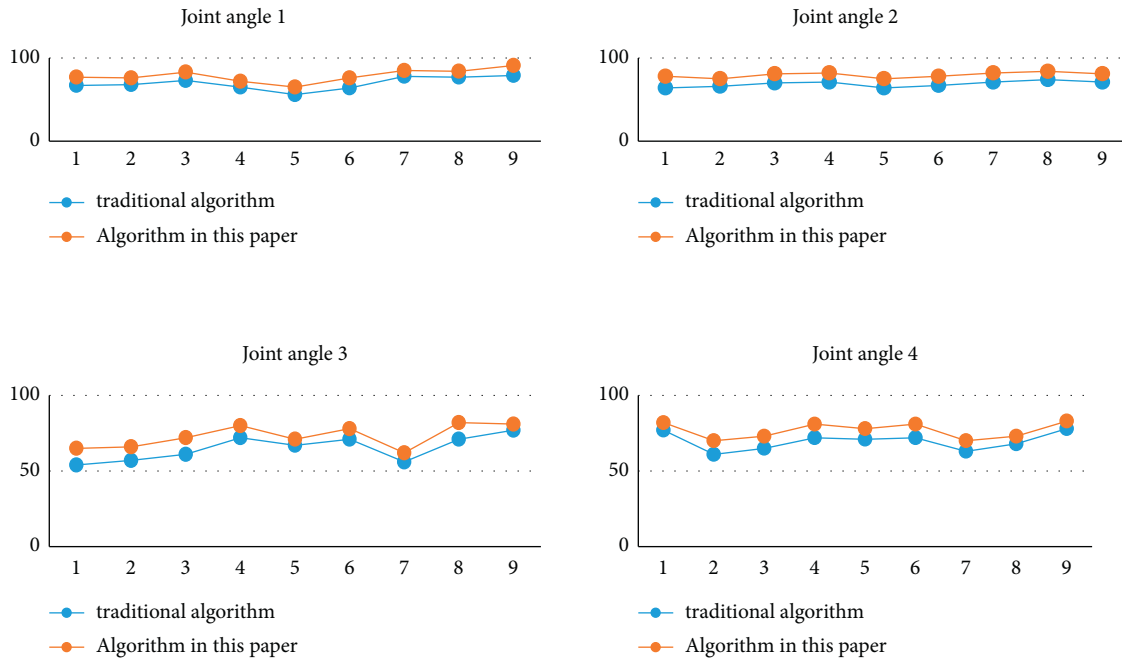 Joint angle 1
100
0
1 2 3 4 5 6 7 8 9
traditional algorithm
Algorithm in this paper
Joint angle 2
100
0
1 2 3 4 5 6 7 8 9
traditional algorithm
Algorithm in this paper
Joint angle 3
100
50
0
1 2 3 4 5 6 7 8 9
traditional algorithm
Algorithm in this paper
Joint angle 4
100
50
0
1 2 3 4 5 6 7 8 9
traditional algorithm
Algorithm in this paper